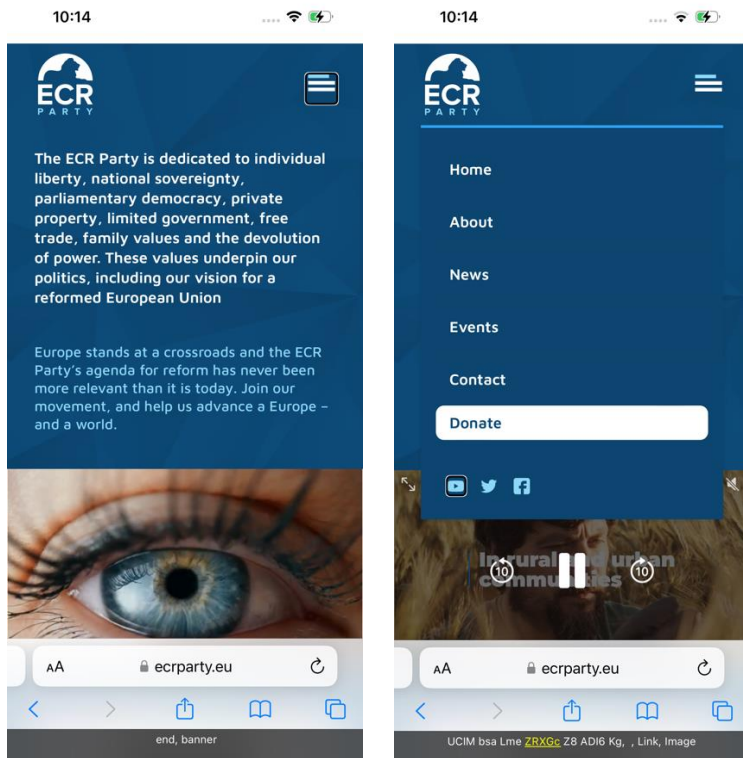 10:14
ECR
PARTY
The ECR Party is dedicated to individual
liberty, national sovereignty,
parliamentary democracy, private
property, limited government, free
trade, family values and the devolution
of power. These values underpin our
politics, including our vision for a
reformed European Union
Europe stands at a crossroads and the ECR
Party's agenda for reform has never been
more relevant than it is today. Join our
movement, and help us advance a Europe –
and a world.
AA
ecrparty.eu
end, banner
10:14
ECR
PARTY
Home
About
News
Events
Contact
Donate
In rural and urban
communities
10
10
AA
ecrparty.eu
UCIM bsa Lme ZRXGc Z8 ADI6 Kg, , Link, Image